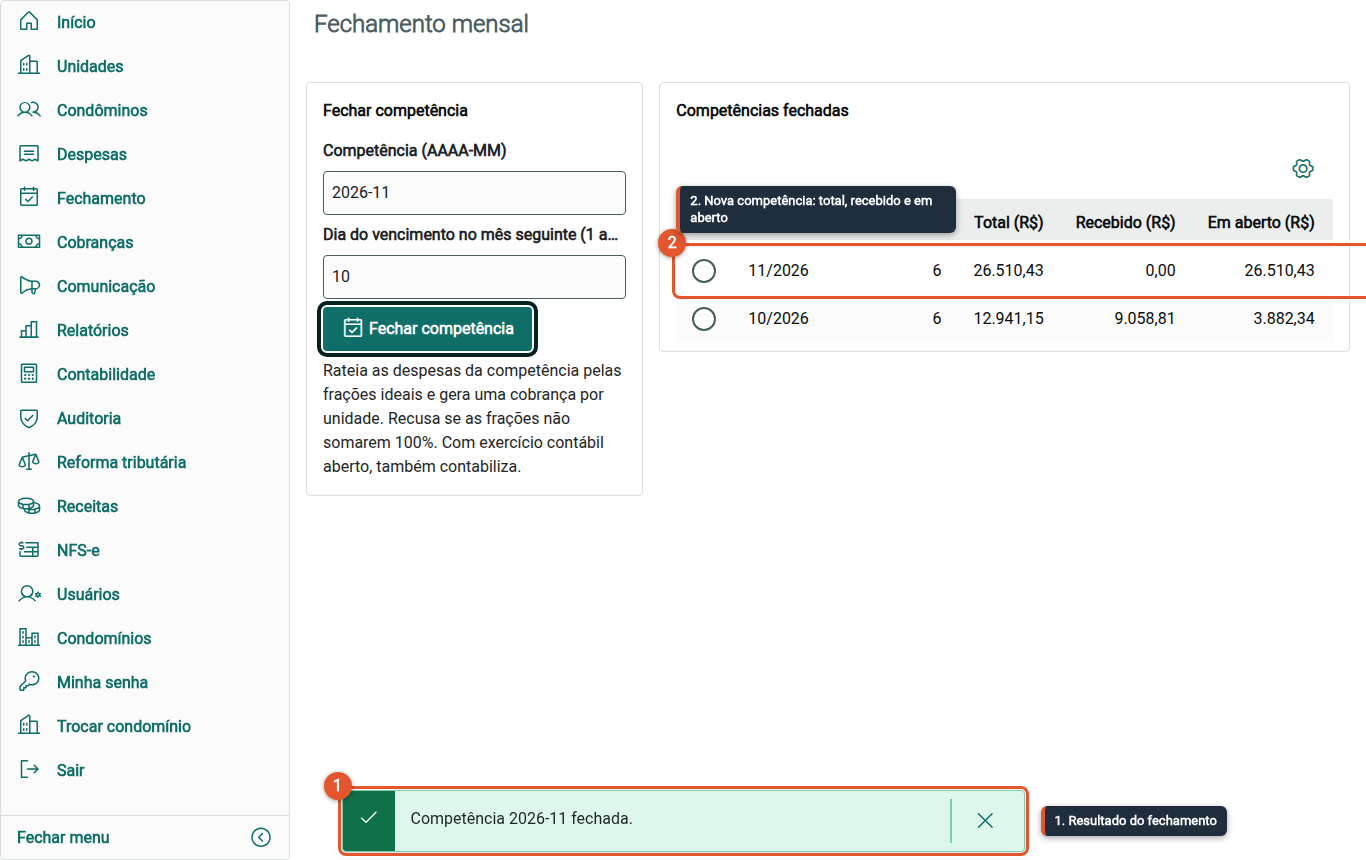 Início
Unidades
Condôminos
Despesas
Fechamento
Cobranças
Comunicação
Relatórios
Contabilidade
Auditoria
Reforma tributária
Receitas
NFS-e
Usuários
Condomínios
Minha senha
Trocar condomínio
Sair
Fechar menu
Fechamento mensal
Fechar competência
Competência (AAAA-MM)
2026-11
Dia do vencimento no mês seguinte (1 a...
10
Fechar competência
Rateia as despesas da competência pelas
frações ideais e gera uma cobrança por
unidade. Recusa se as frações não
somarem 100%. Com exercício contábil
aberto, também contabiliza.
Competências fechadas
2. Nova competência: total, recebido e em
aberto
Total (R$) Recebido (R$) Em aberto (R$)
2
11/2026 6 26.510,43 0,00 26.510,43
10/2026 6 12.941,15 9.058,81 3.882,34
1
Competência 2026-11 fechada.
1. Resultado do fechamento